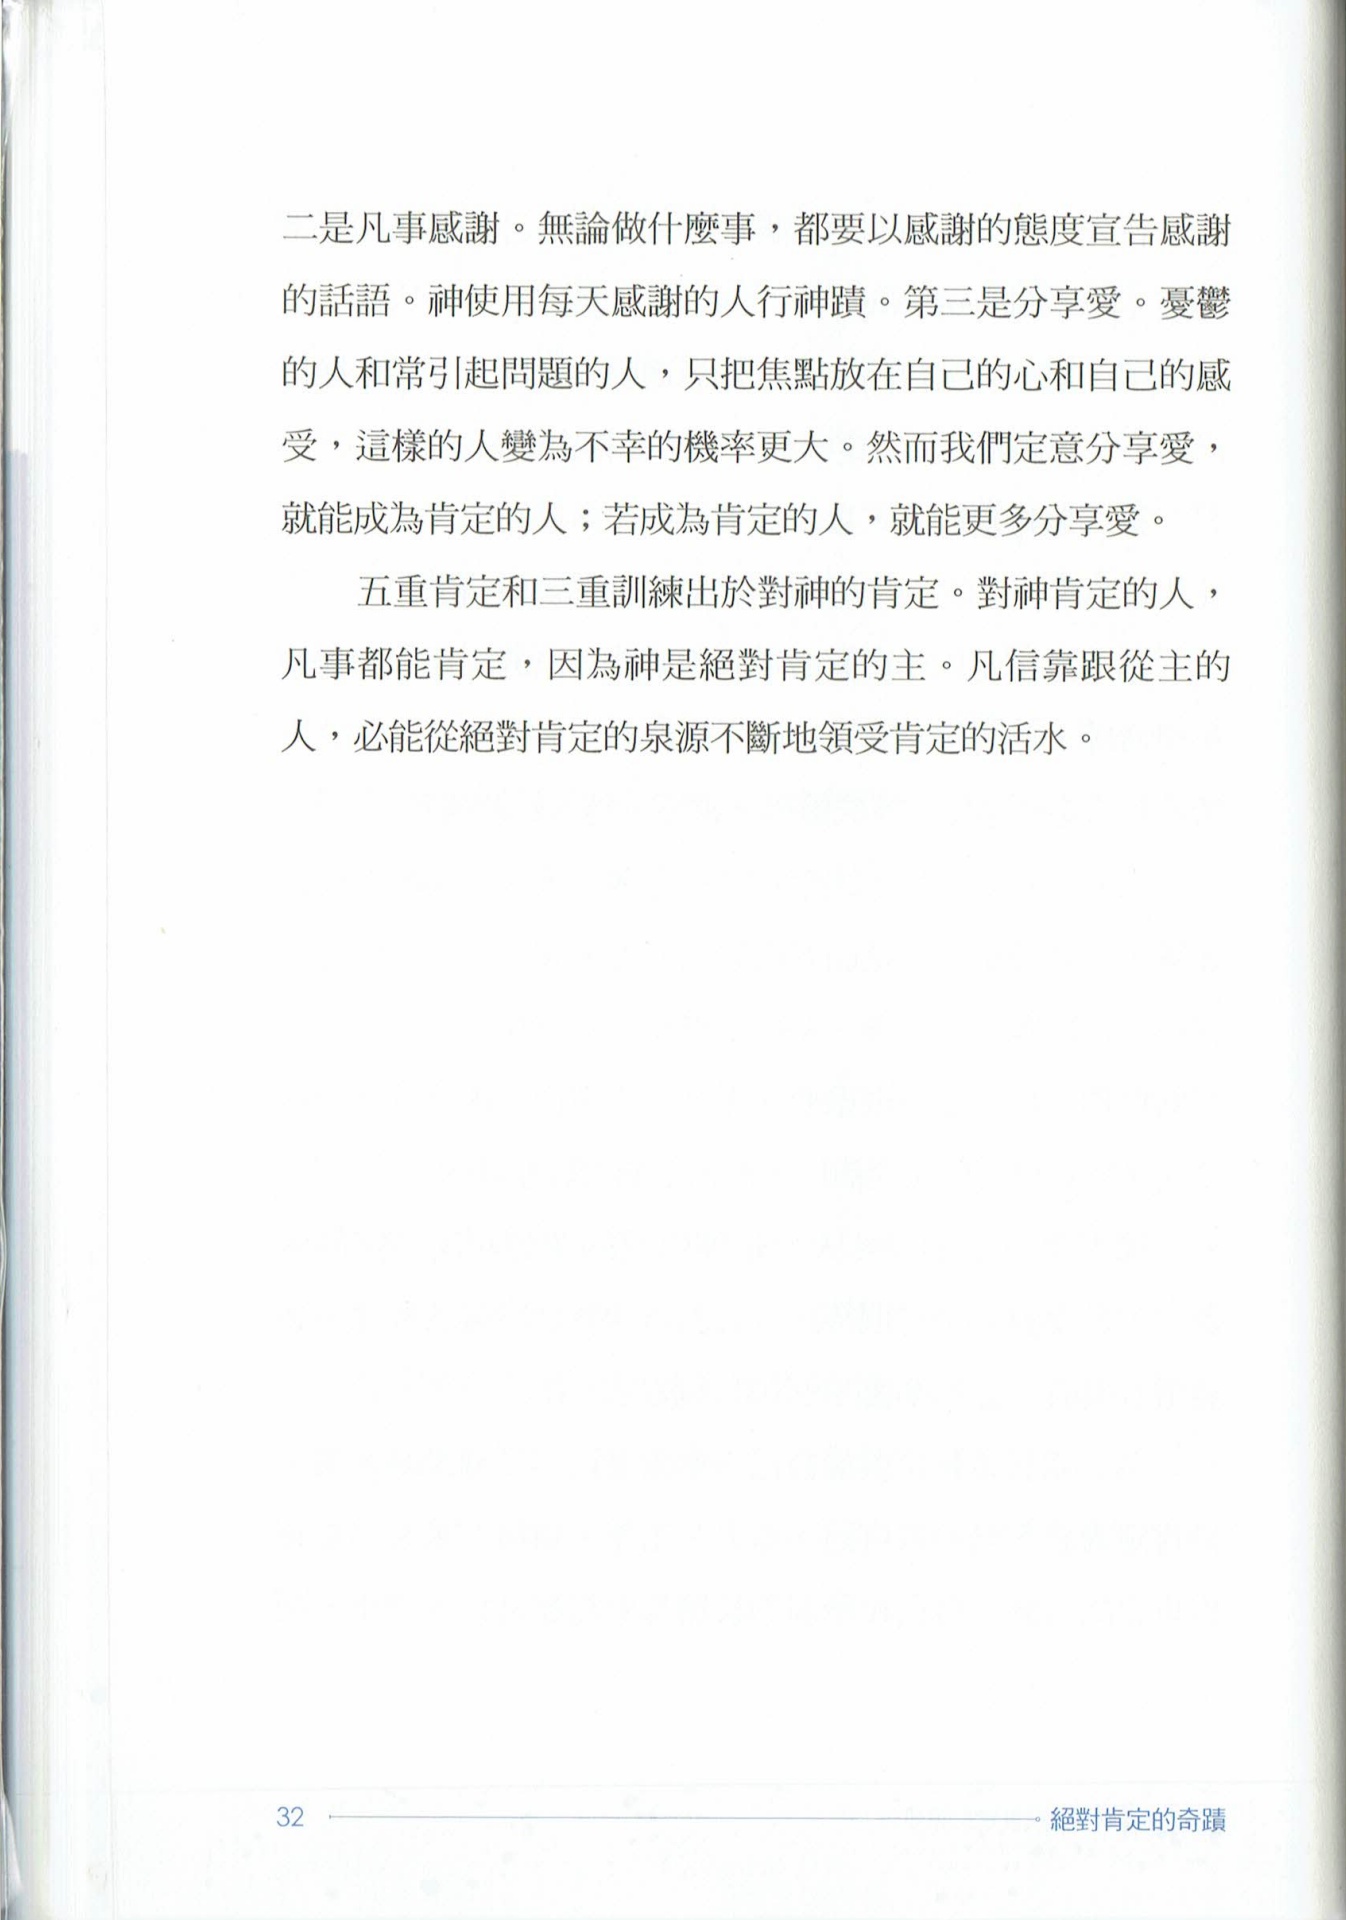 二是凡事感謝。無論做什麼事，都要以感謝的態度宣告感謝
的話語。神使用每天感謝的人行神蹟。第三是分享愛。憂鬱
的人和常引起問題的人，只把焦點放在自己的心和自己的感
受，這樣的人變為不幸的機率更大。然而我們定意分享愛，
就能成為肯定的人；若成為肯定的人，就能更多分享愛。
五重肯定和三重訓練出於對神的肯定。對神肯定的人，
凡事都能肯定，因為神是絕對肯定的主。凡信靠跟從主的
人，必能從絕對肯定的泉源不斷地領受肯定的活水。
32 絕對肯定的奇蹟